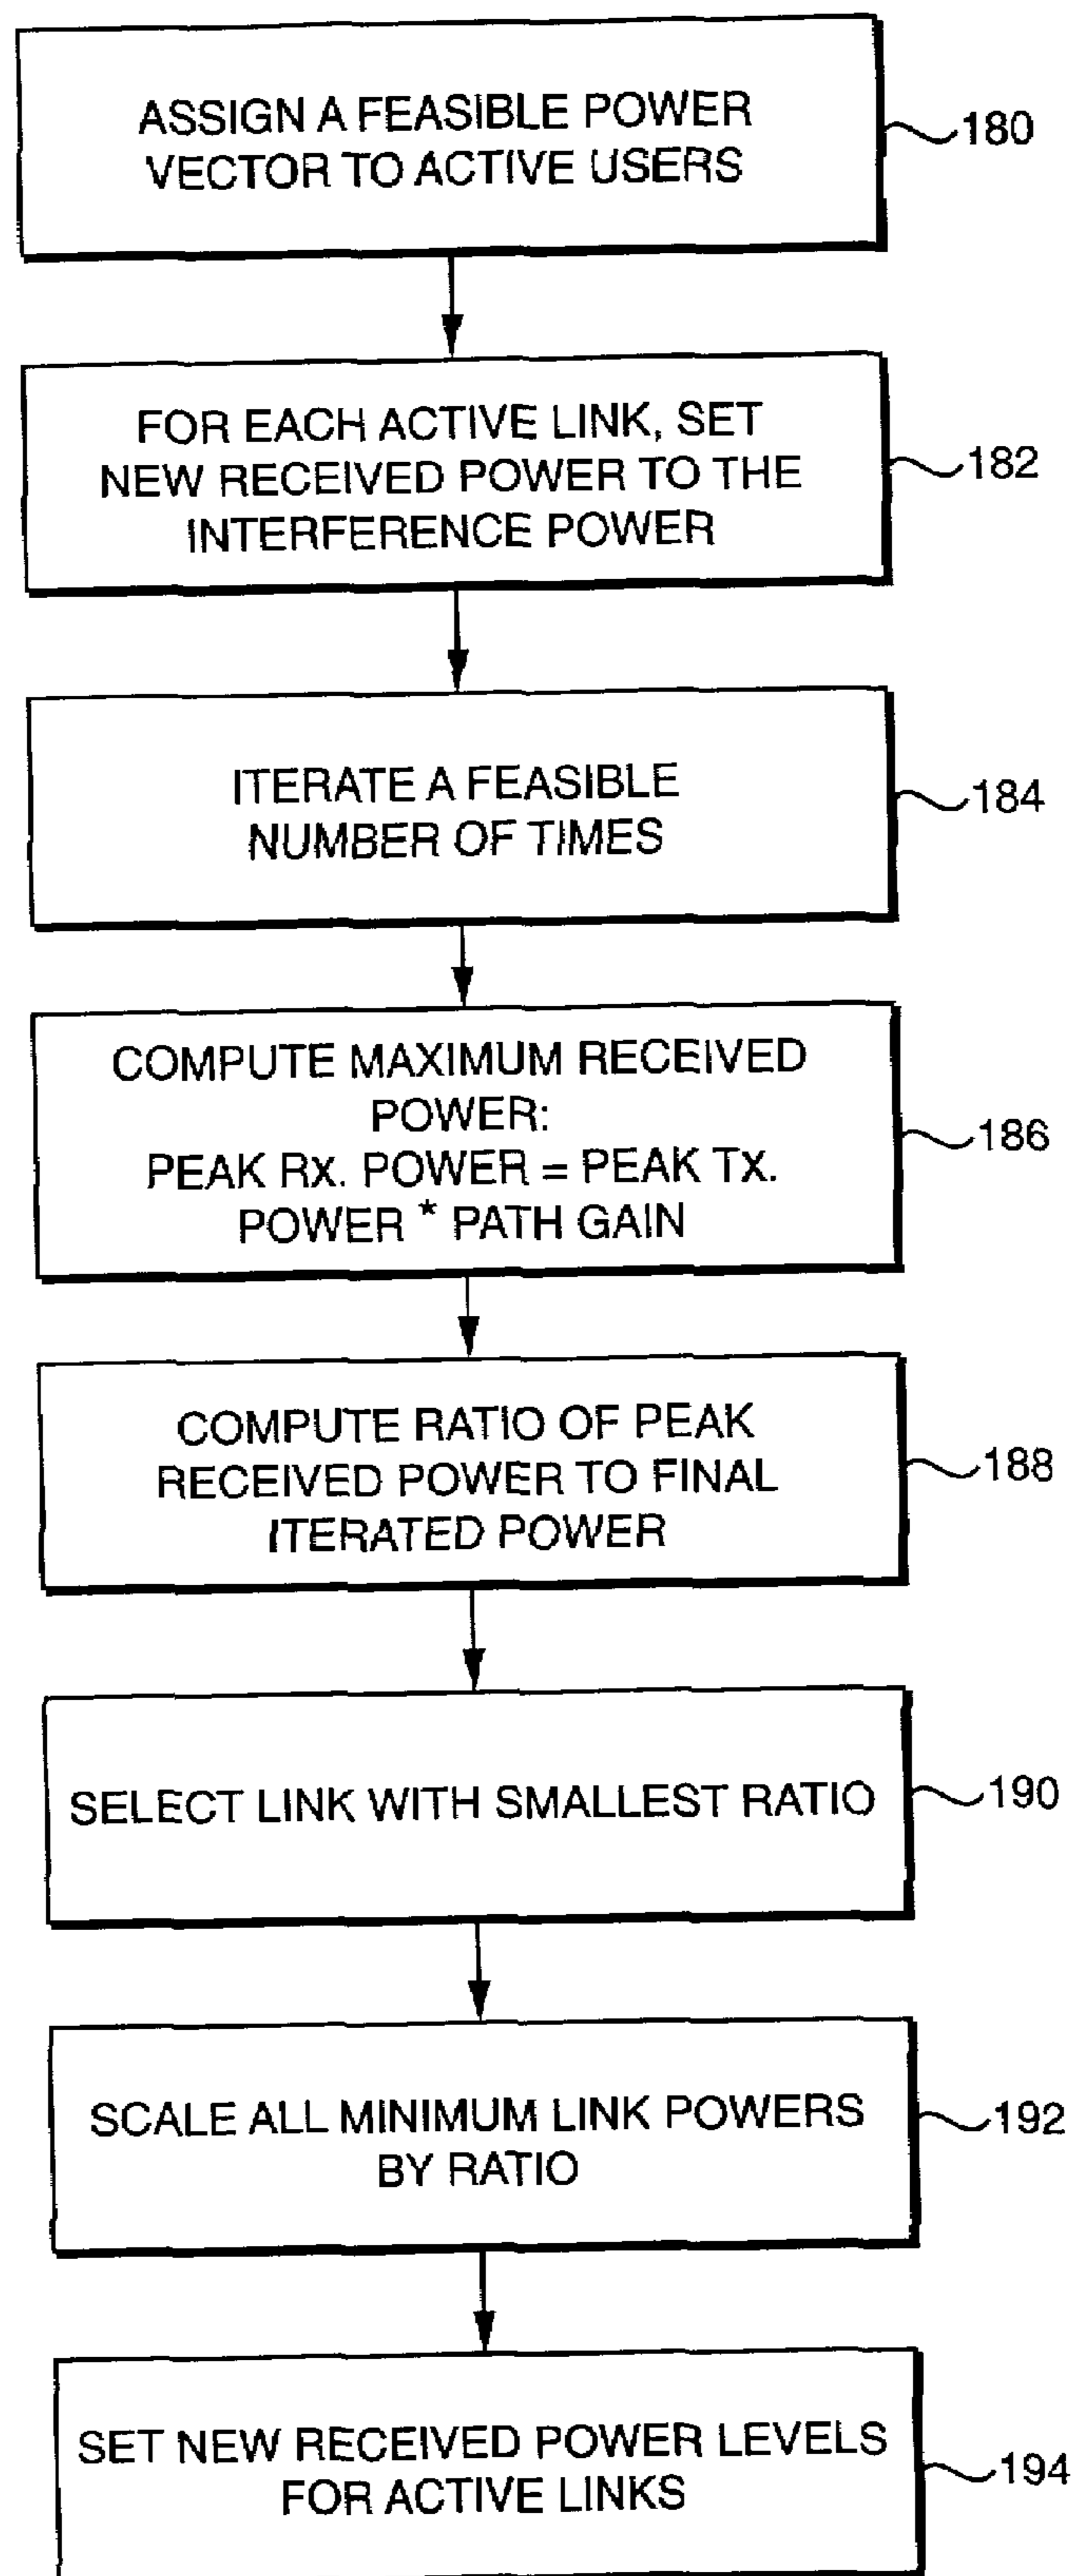 ASSIGN A FEASIBLE POWER
VECTOR TO ACTIVE USERS
180
FOR EACH ACTIVE LINK, SET
NEW RECEIVED POWER TO THE
INTERFERENCE POWER
182
ITERATE A FEASIBLE
NUMBER OF TIMES
184
COMPUTE MAXIMUM RECEIVED
POWER:
PEAK RX. POWER = PEAK TX.
POWER * PATH GAIN
186
COMPUTE RATIO OF PEAK
RECEIVED POWER TO FINAL
ITERATED POWER
188
SELECT LINK WITH SMALLEST RATIO
190
SCALE ALL MINIMUM LINK POWERS
BY RATIO
192
SET NEW RECEIVED POWER LEVELS
FOR ACTIVE LINKS
194